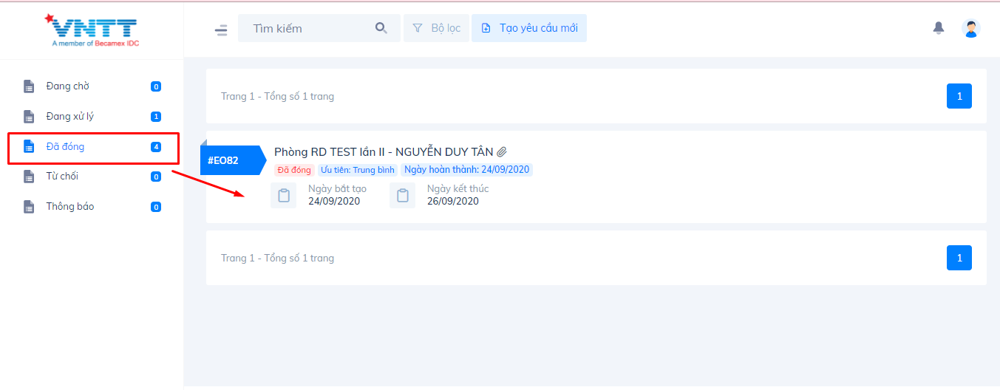 VNTT
A member of Becamex IDC
Tìm kiếm
Bộ lọc
Tạo yêu cầu mới
Đang chờ 0
Đang xử lý 1
Đã đóng 4
Từ chối 0
Thông báo 0
Trang 1 - Tổng số 1 trang 1
#EO82
Phòng RD TEST lần II - NGUYỄN DUY TÂN
Đã đóng Ưu tiên: Trung bình Ngày hoàn thành: 24/09/2020
Ngày bắt tạo Ngày kết thúc
24/09/2020 26/09/2020
Trang 1 - Tổng số 1 trang 1